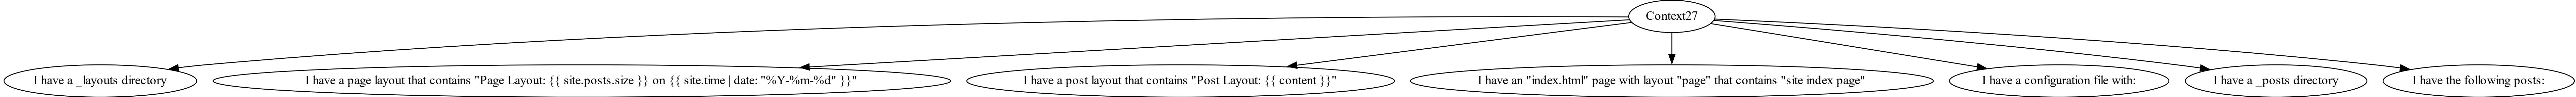 Context27
I have a _layouts directory
I have a page layout that contains "Page Layout: {{ site.posts.size }} on {{ site.time | date: "%Y-%m-%d" }}"
I have a post layout that contains "Post Layout: {{ content }}"
I have an "index.html" page with layout "page" that contains "site index page"
I have a configuration file with:
I have a _posts directory
I have the following posts: